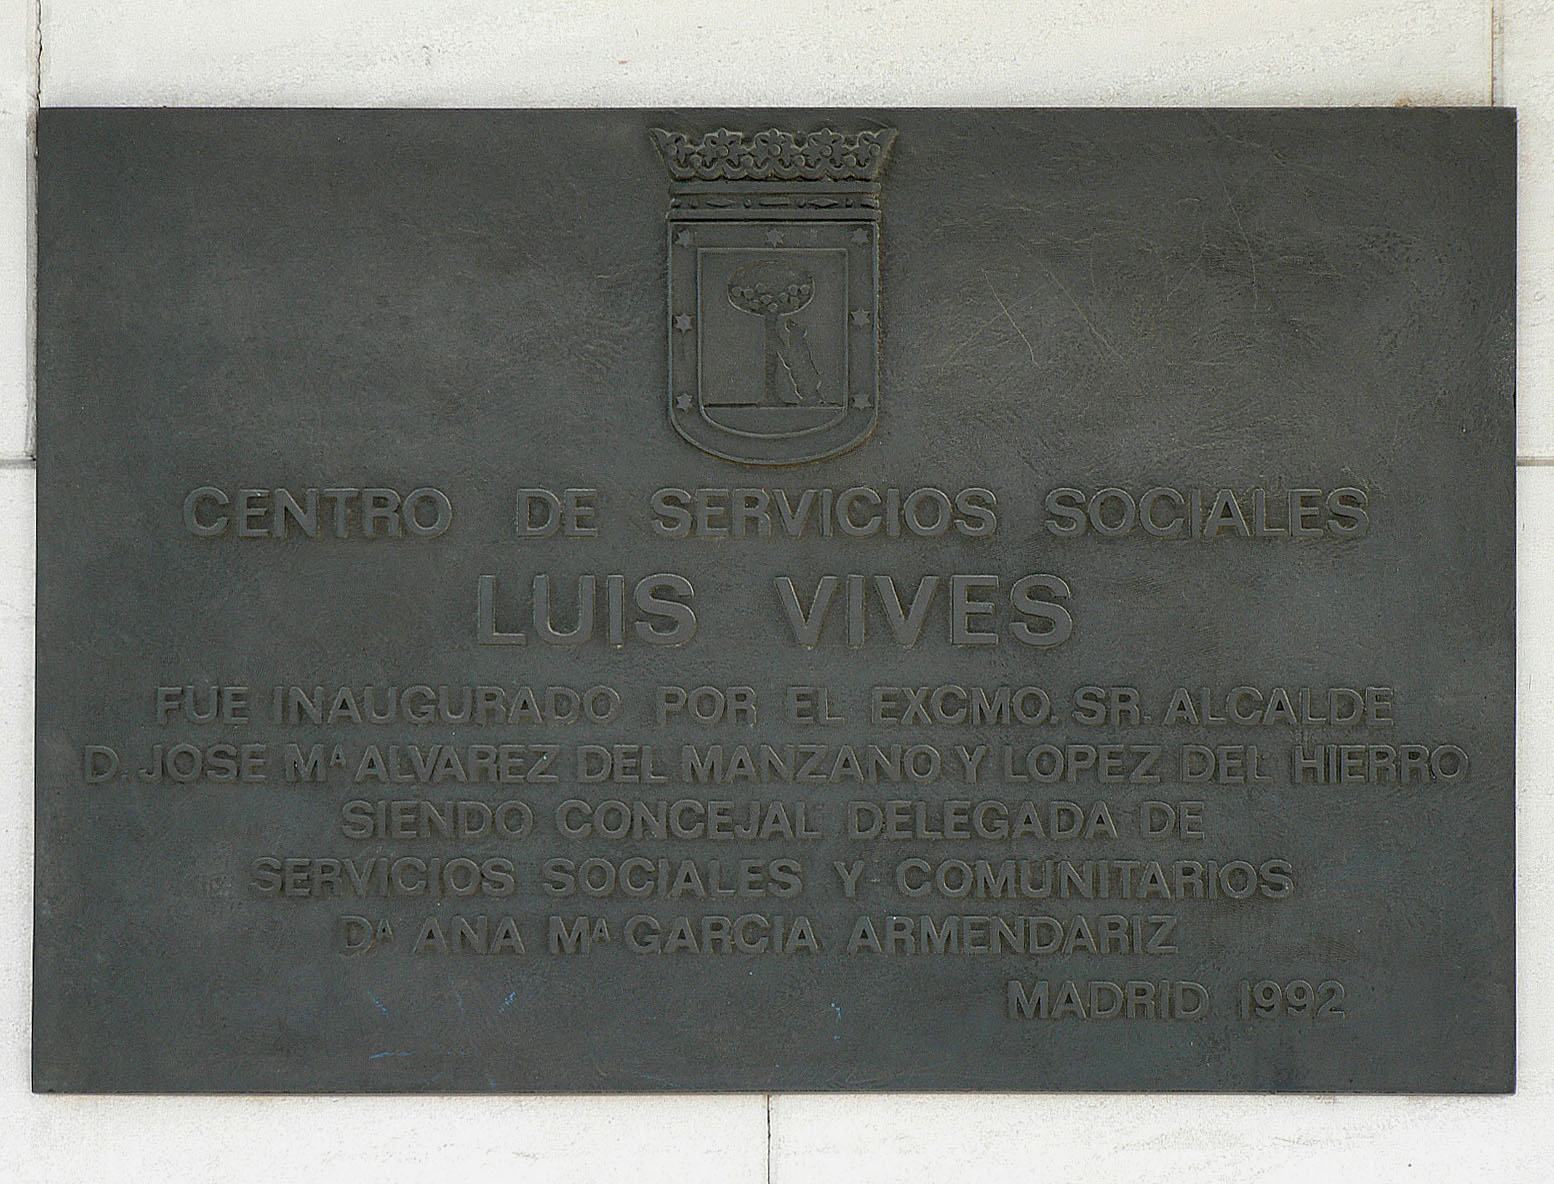 CENTRO DE SERVICIOS SOCIALES
LUIS VIVES
FUE INAUGURADO POR EL EXCMO. SR. ALCALDE
D. JOSE Mª ALVAREZ DEL MANZANO Y LOPEZ DEL HIERRO
SIENDO CONCEJAL DELEGADA DE
SERVICIOS SOCIALES Y COMUNITARIOS
Dª ANA Mª GARCIA ARMENDARIZ
MADRID 1992